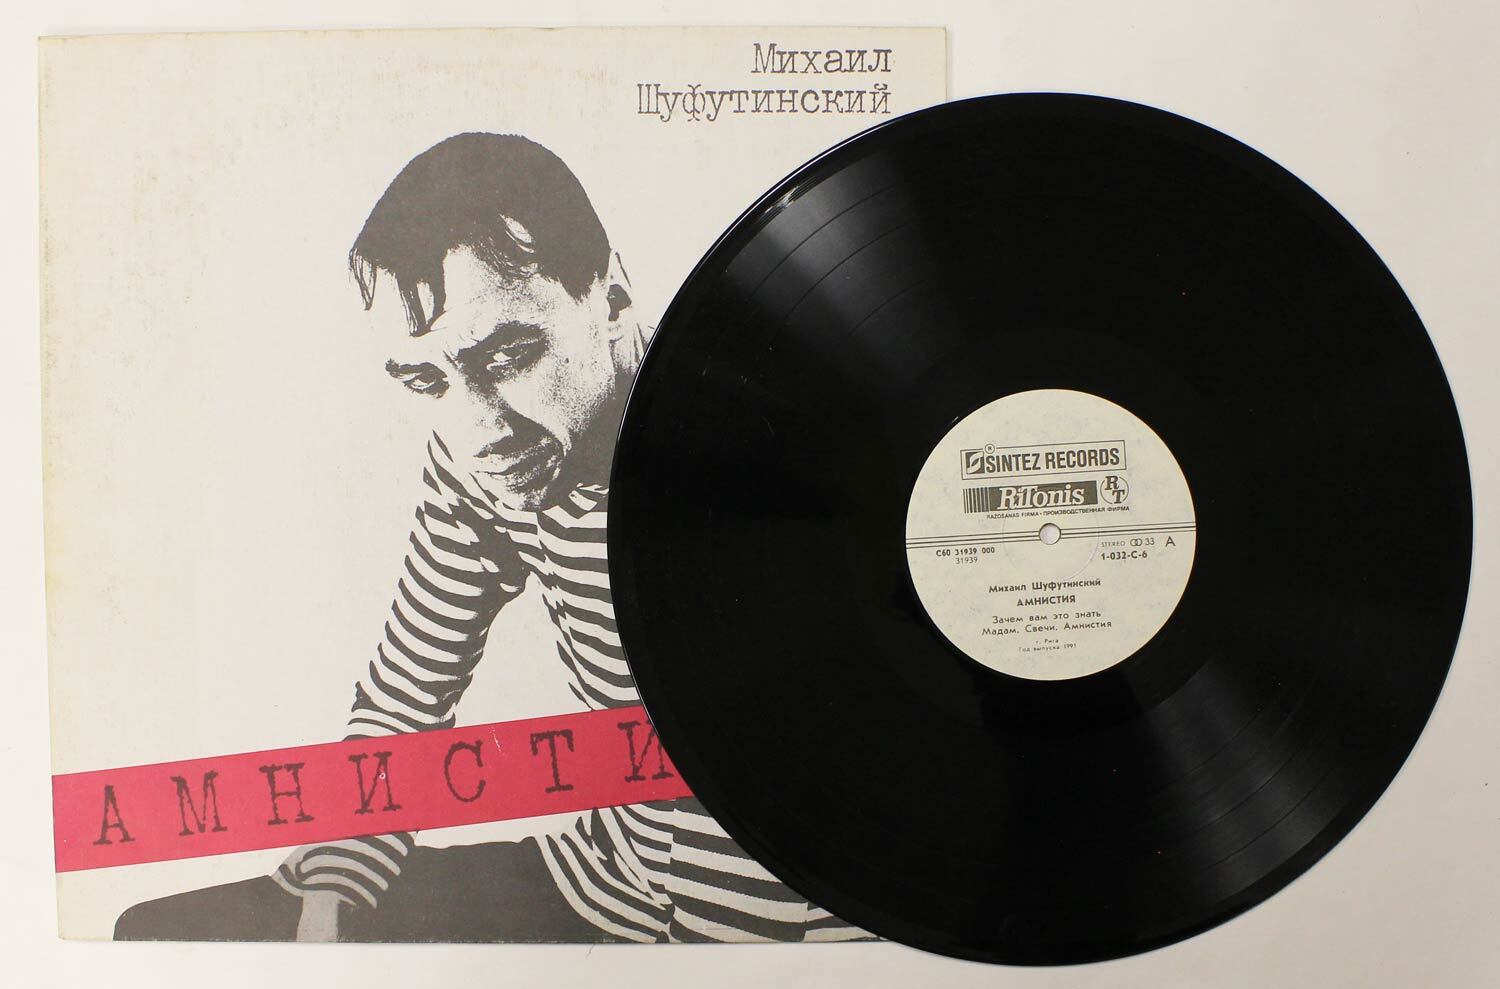 Михаил
Шуфутинский
АМНИСТИ
SINTEZ RECORDS
RiTonis
RT
RAŽOŠANAS FIRMA • ПРОИЗВОДСТВЕННАЯ ФИРМА
С60 31939 000
31939
STEREO 33 A
1-032-C-6
Михаил Шуфутинский
АМНИСТИЯ
Зачем вам это знать
Мадам. Свечи. Амнистия
г. Рига
Год выпуска 1991